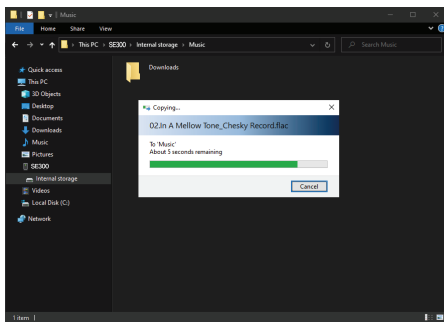 Music
File Home Share View
This PC > SE300 > Internal storage > Music
Search Music
Quick access
This PC
3D Objects
Desktop
Documents
Downloads
Music
Pictures
SE300
Internal storage
Videos
Local Disk (C:)
Network
Downloads
Copying...
02.In A Mellow Tone_Chesky Record.flac
To 'Music'
About 5 seconds remaining
Cancel
1 item